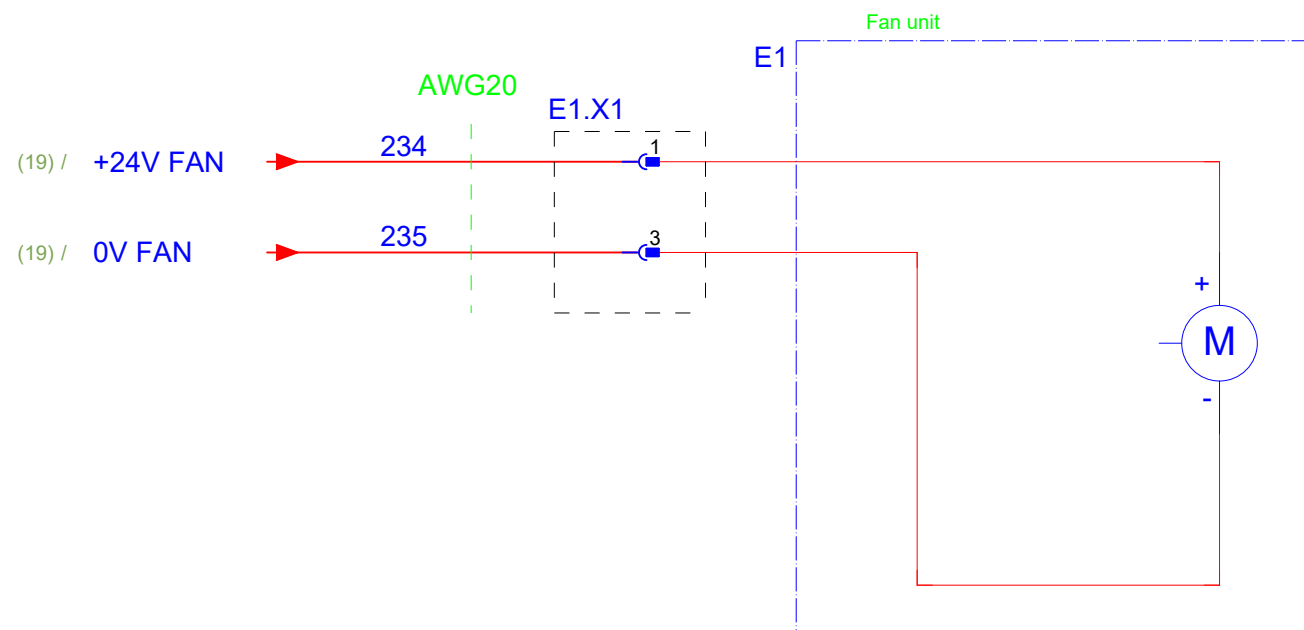 Fan unit
E1
AWG20
E1.X1
(19) / +24V FAN 234 1
(19) / 0V FAN 235 3
+
M
-